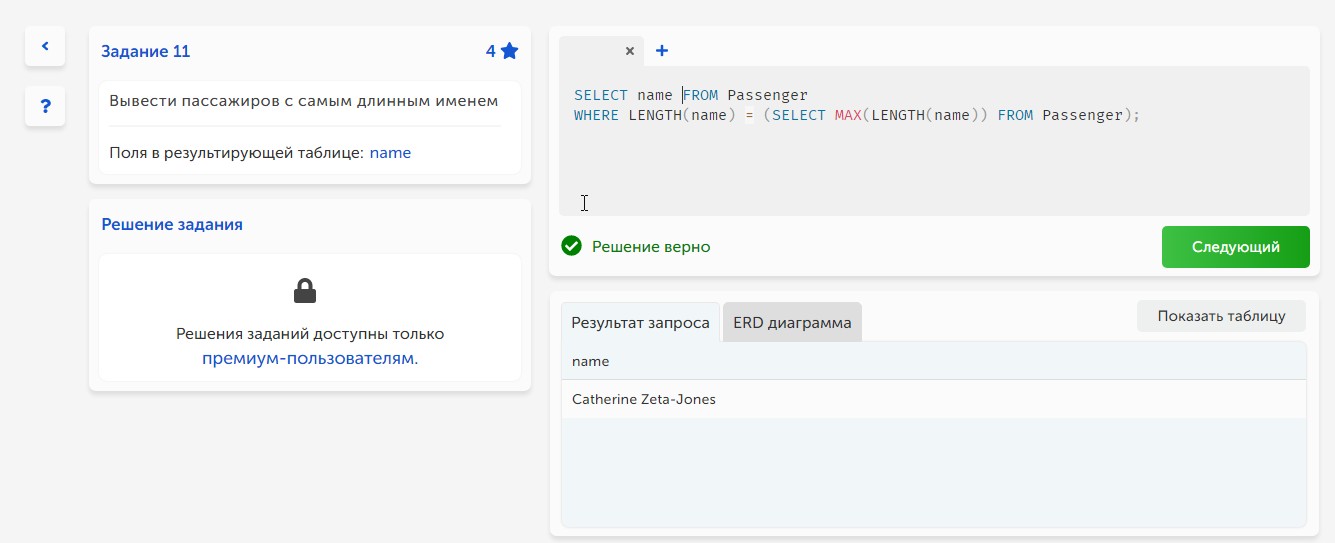 Задание 11
4
Вывести пассажиров с самым длинным именем
Поля в результирующей таблице: name
Решение задания
Решения заданий доступны только
премиум-пользователям.
SELECT name FROM Passenger
WHERE LENGTH(name) = (SELECT MAX(LENGTH(name)) FROM Passenger);
Решение верно
Следующий
Результат запроса
ERD диаграмма
Показать таблицу
name
Catherine Zeta-Jones